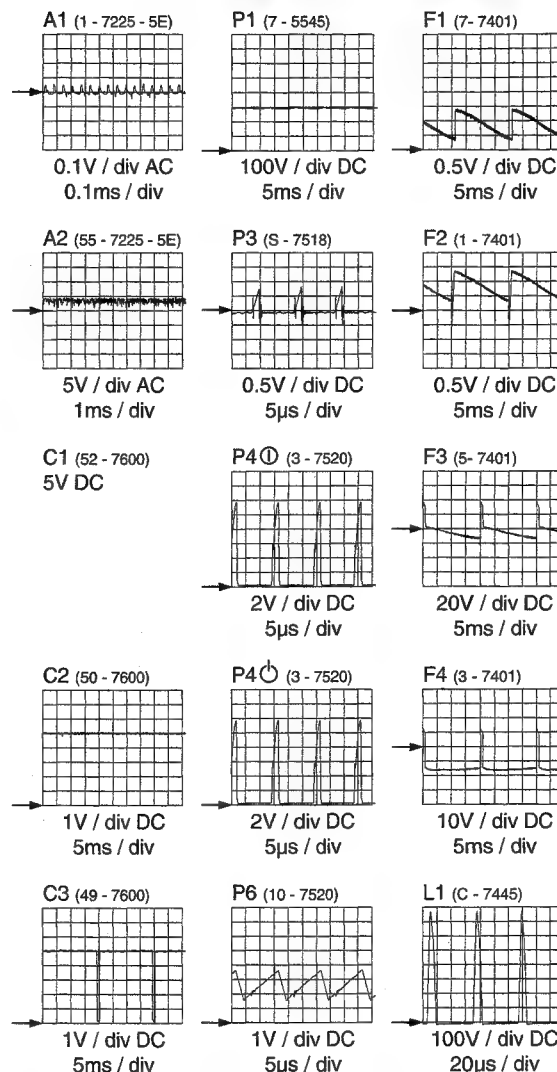 A1 (1 - 7225 - 5E)
0.1V / div AC
0.1ms / div
P1 (7 - 5545)
100V / div DC
5ms / div
F1 (7- 7401)
0.5V / div DC
5ms / div
A2 (55 - 7225 - 5E)
5V / div AC
1ms / div
P3 (S - 7518)
0.5V / div DC
5µs / div
F2 (1 - 7401)
0.5V / div DC
5ms / div
C1 (52 - 7600)
5V DC
P4 (3 - 7520)
2V / div DC
5µs / div
F3 (5- 7401)
20V / div DC
5ms / div
C2 (50 - 7600)
1V / div DC
5ms / div
P4 (3 - 7520)
2V / div DC
5µs / div
F4 (3 - 7401)
10V / div DC
5ms / div
C3 (49 - 7600)
1V / div DC
5ms / div
P6 (10 - 7520)
1V / div DC
5µs / div
L1 (C - 7445)
100V / div DC
20µs / div